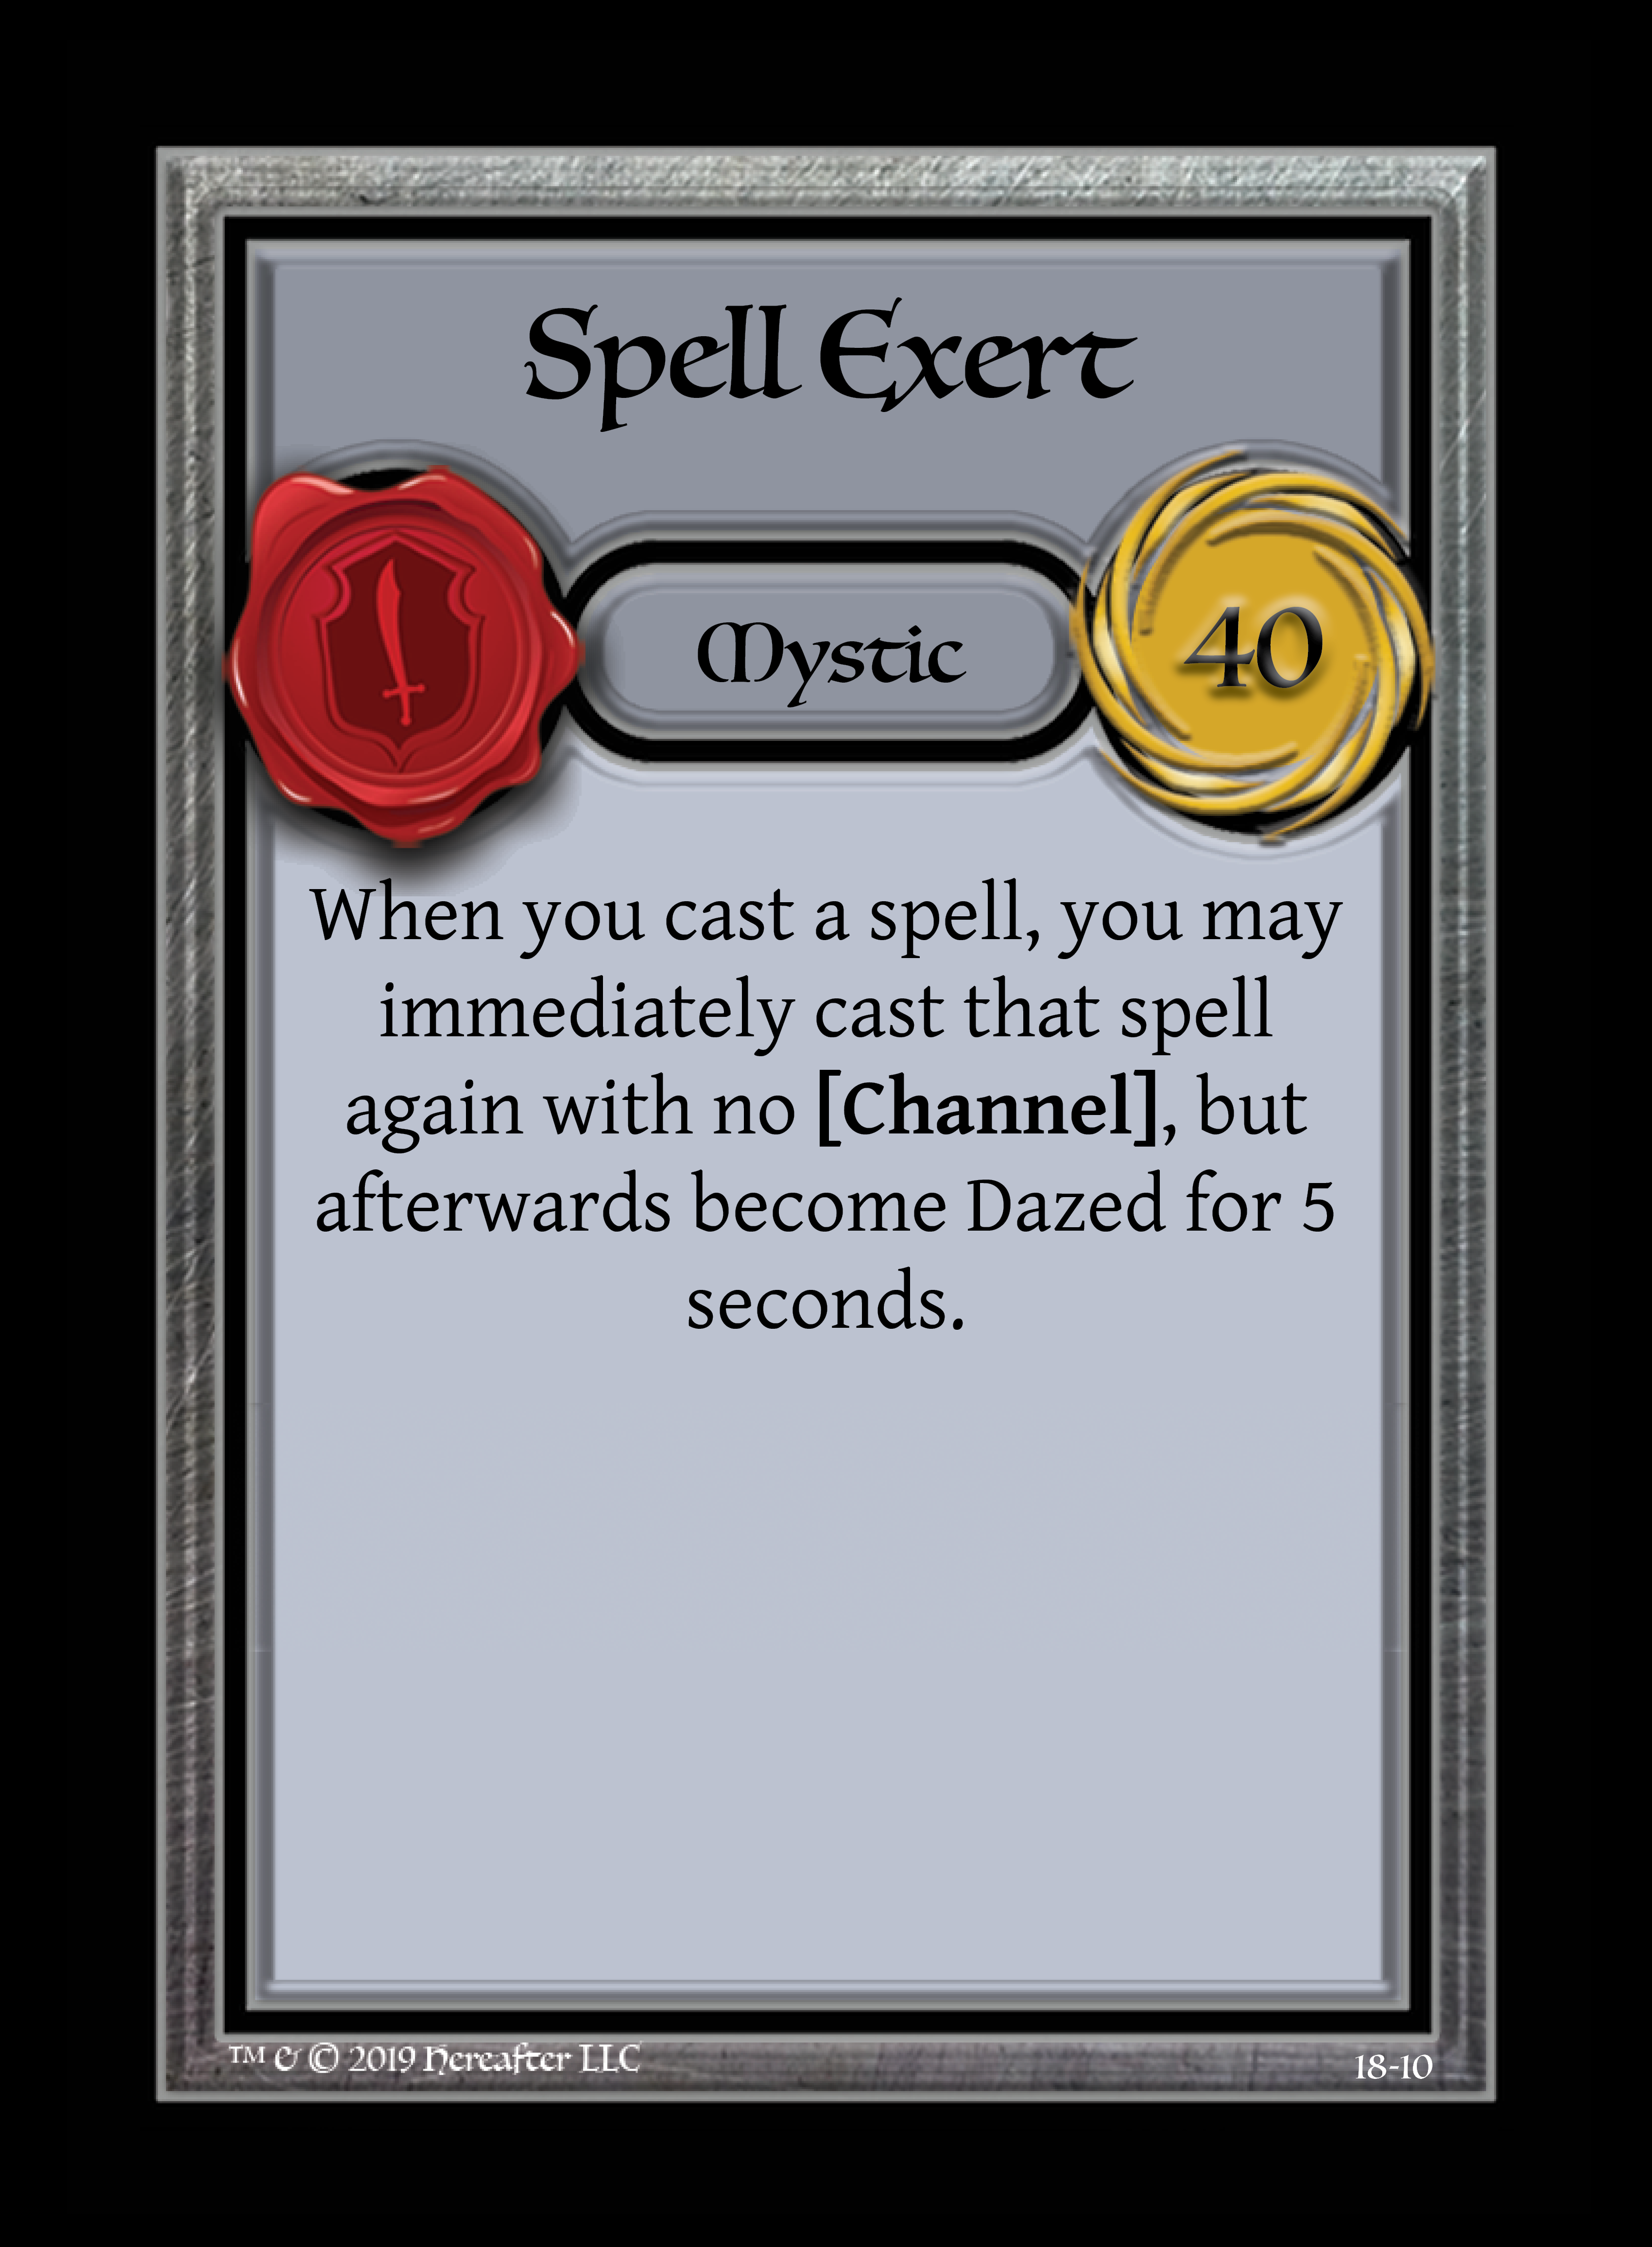 Spell Exert
Mystic
40
When you cast a spell, you may
immediately cast that spell
again with no [Channel], but
afterwards become Dazed for 5
seconds.
™ & © 2019 Hereafter LLC
18-10